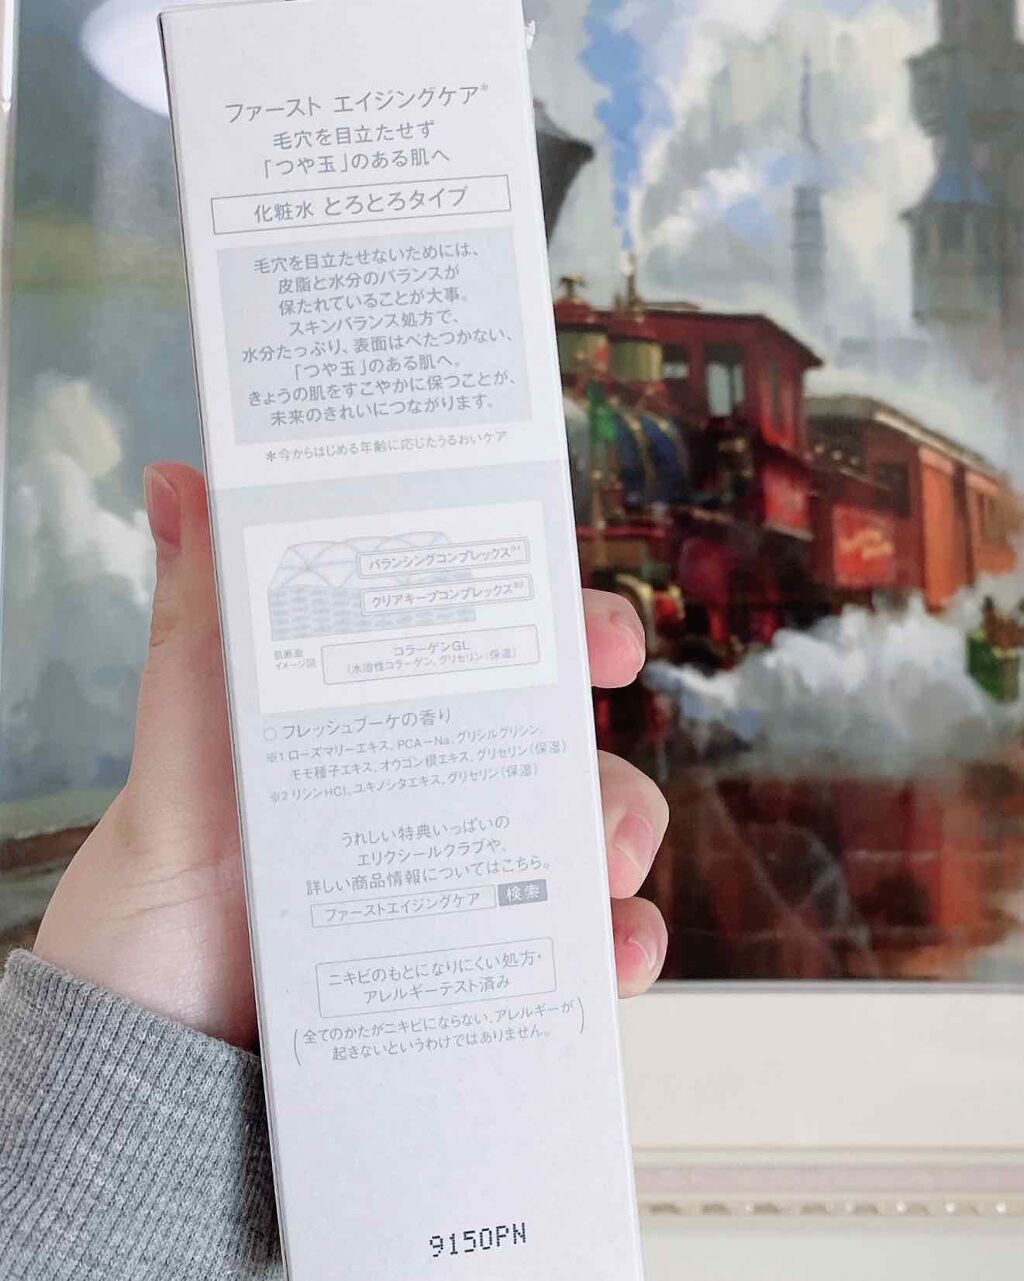 ファースト エイジングケア*
毛穴を目立たせず
「つや玉」のある肌へ
化粧水 とろとろタイプ
毛穴を目立たせないためには、
皮脂と水分のバランスが
保たれていることが大事。
スキンバランス処方で、
水分たっぷり、表面はべたつかない、
「つや玉」のある肌へ。
きょうの肌をすこやかに保つことが、
未来のきれいにつながります。
*今からはじめる年齢に応じたうるおいケア
バランシングコンプレックス※1
クリアキープコンプレックス※2
コラーゲンGL
(水溶性コラーゲン、グリセリン:保湿)
肌断面
イメージ図
○ フレッシュブーケの香り
※1 ローズマリーエキス、PCA-Na、グリシルグリシン、
モモ種子エキス、オウゴン根エキス、グリセリン(保湿)
※2 リシンHCl、ユキノシタエキス、グリセリン(保湿)
うれしい特典いっぱいの
エリクシールクラブや、
詳しい商品情報についてはこちら。
ファーストエイジングケア 検索
ニキビのもとになりにくい処方・
アレルギーテスト済み
(全てのかたがニキビにならない、アレルギーが
起きないというわけではありません。)
9150PN